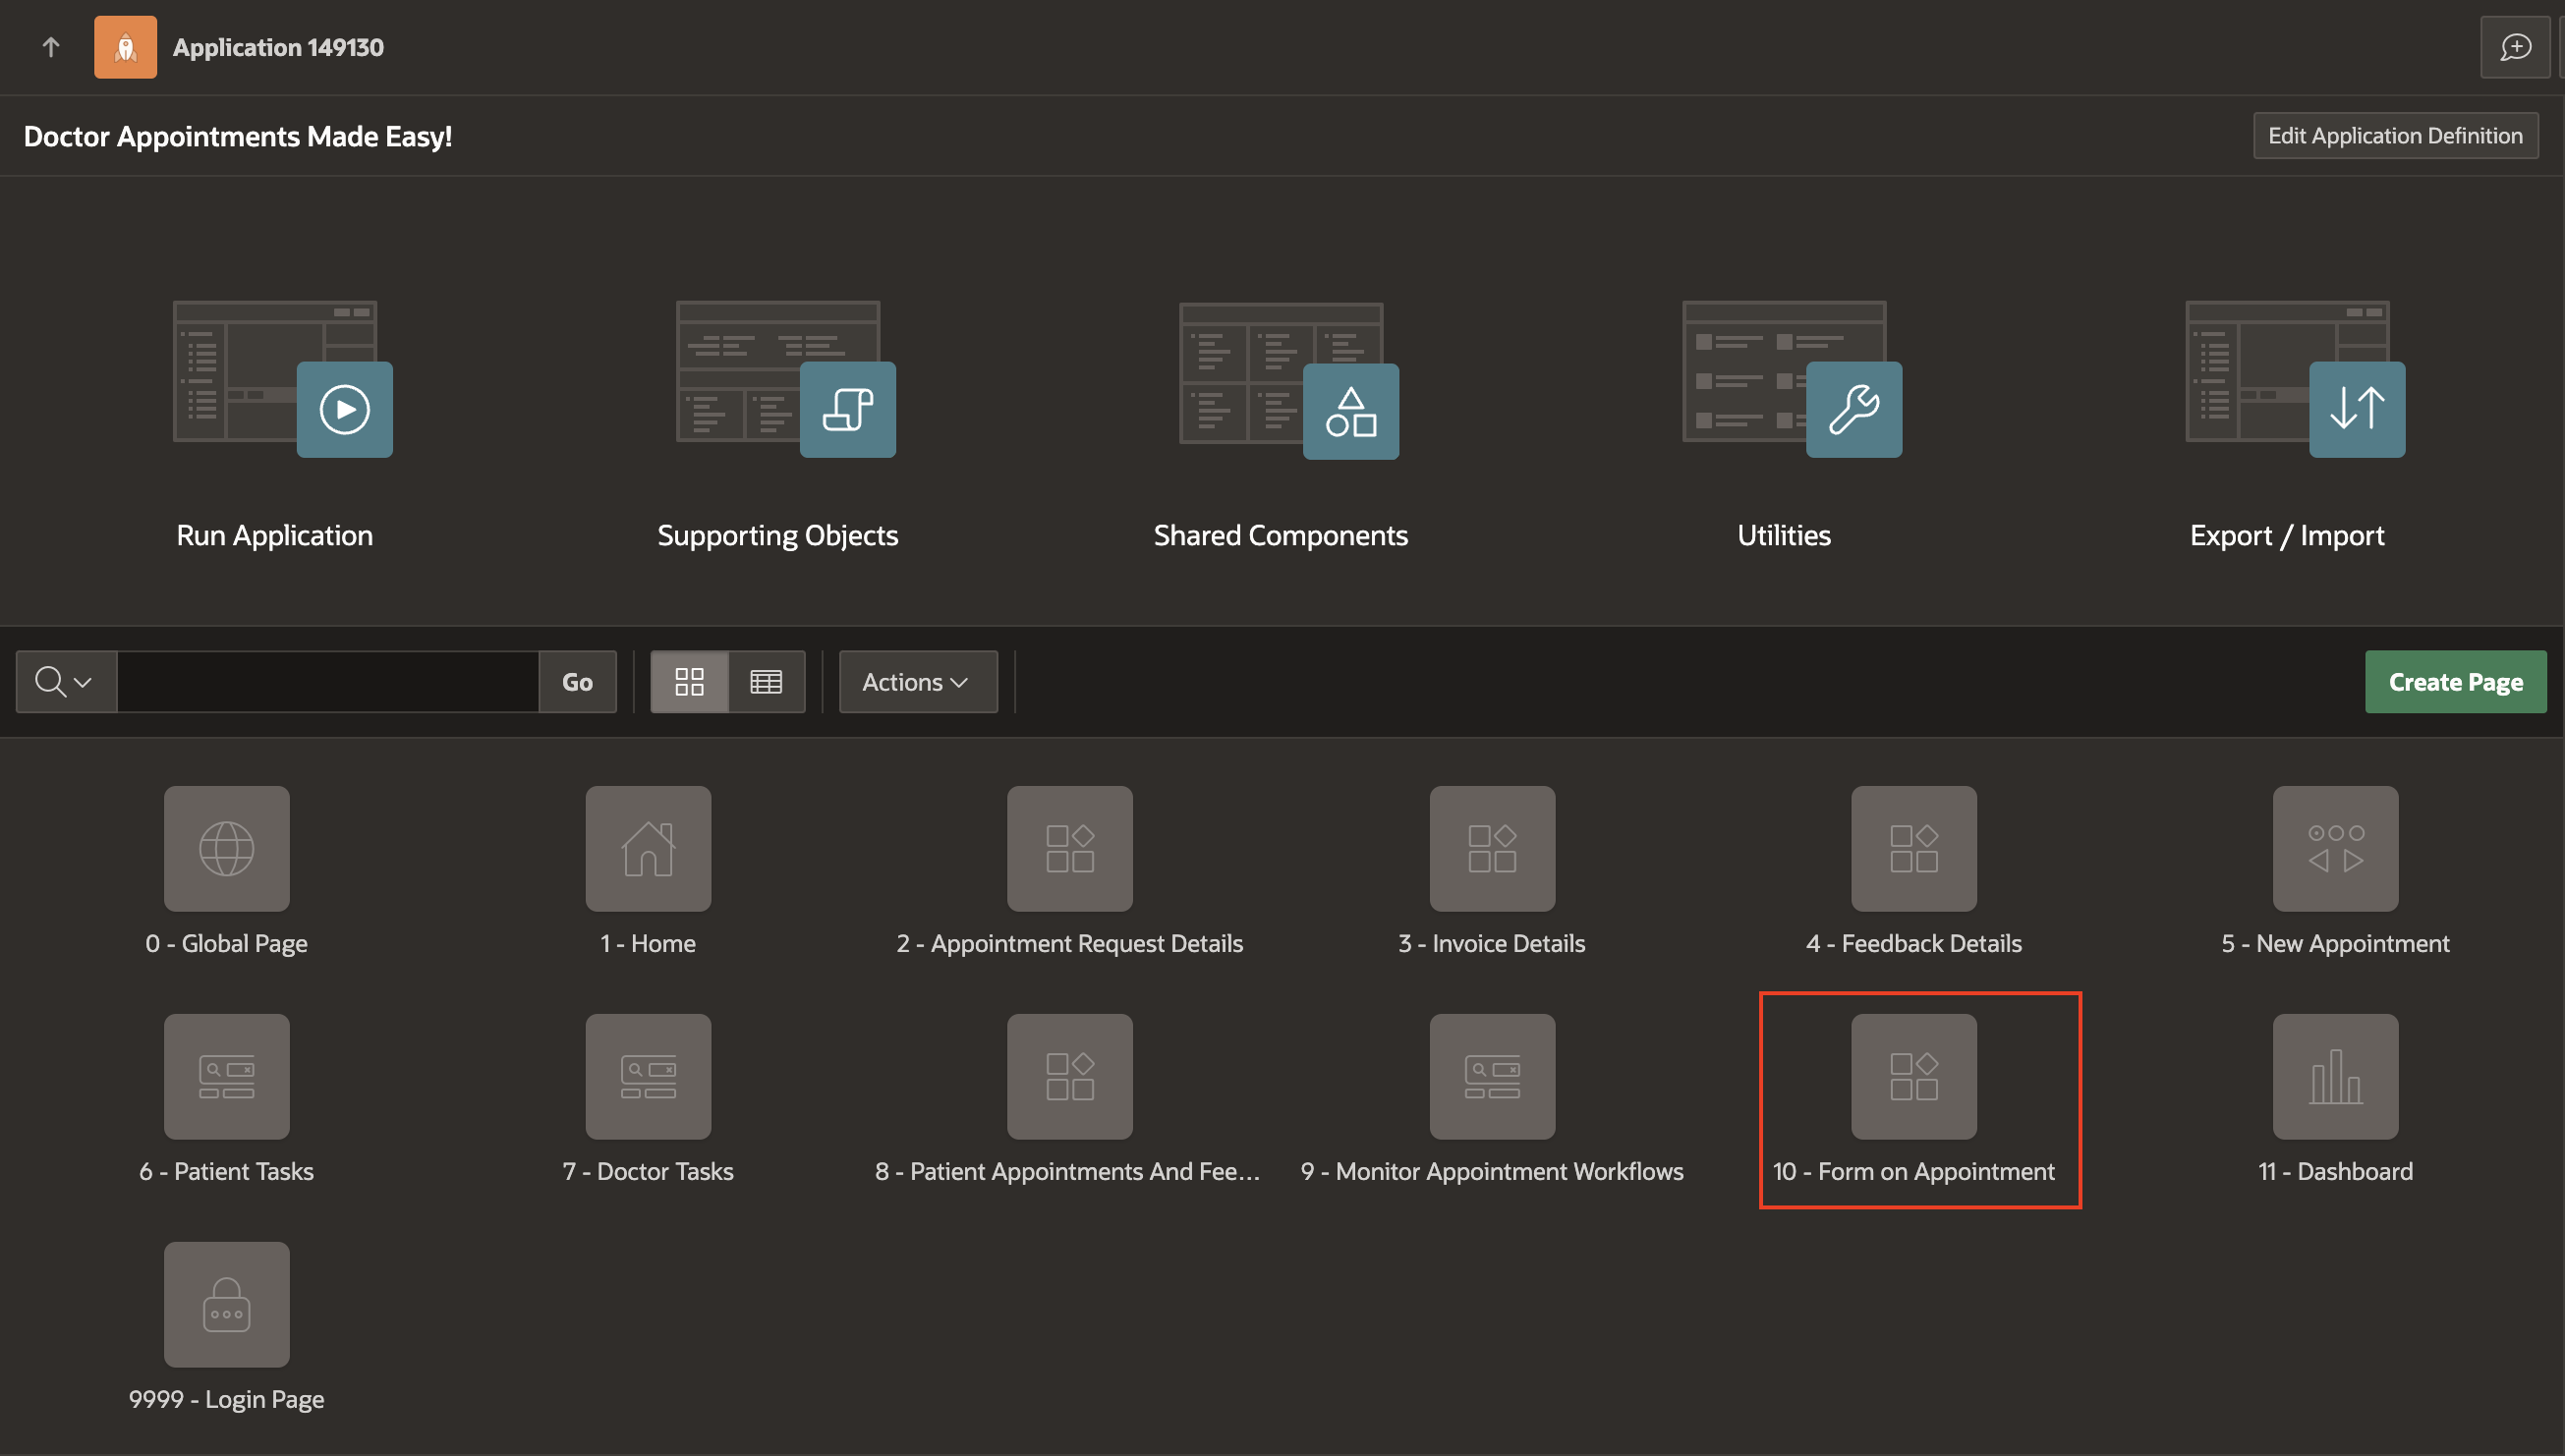 Application 149130
Doctor Appointments Made Easy!
Edit Application Definition
Run Application
Supporting Objects
Shared Components
Utilities
Export / Import
Go
Actions
Create Page
0 - Global Page
1 - Home
2 - Appointment Request Details
3 - Invoice Details
4 - Feedback Details
5 - New Appointment
6 - Patient Tasks
7 - Doctor Tasks
8 - Patient Appointments And Fee...
9 - Monitor Appointment Workflows
10 - Form on Appointment
11 - Dashboard
9999 - Login Page